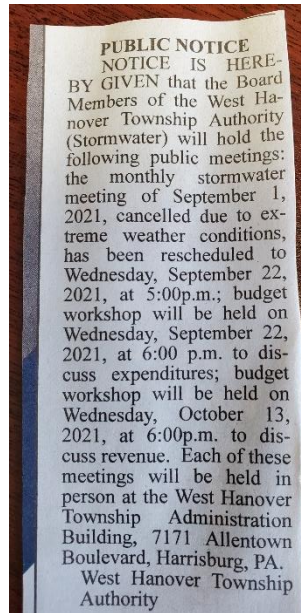 PUBLIC NOTICE
NOTICE IS HERE-
BY GIVEN that the Board
Members of the West Ha-
nover Township Authority
(Stormwater) will hold the
following public meetings:
the monthly stormwater
meeting of September 1,
2021, cancelled due to ex-
treme weather conditions,
has been rescheduled to
Wednesday, September 22,
2021, at 5:00p.m.; budget
workshop will be held on
Wednesday, September 22,
2021, at 6:00 p.m. to dis-
cuss expenditures; budget
workshop will be held on
Wednesday, October 13,
2021, at 6:00p.m. to dis-
cuss revenue. Each of these
meetings will be held in
person at the West Hanover
Township Administration
Building, 7171 Allentown
Boulevard, Harrisburg, PA.
West Hanover Township
Authority